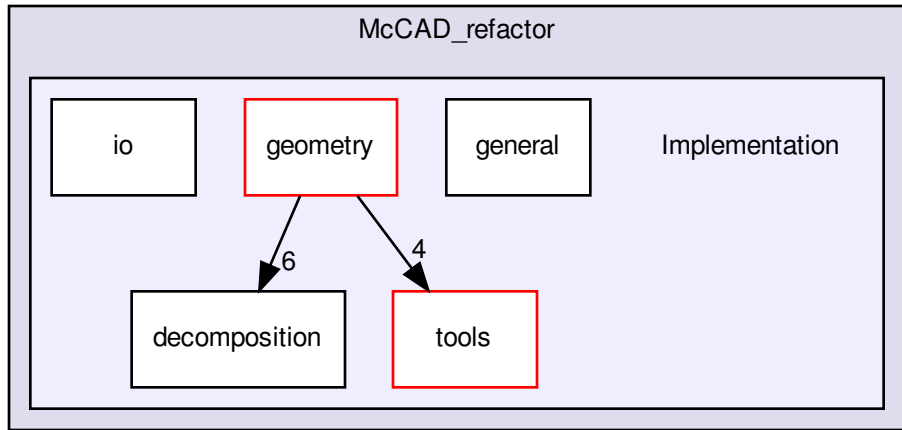 McCAD_refactor
io
geometry
general
Implementation
6
4
decomposition
tools